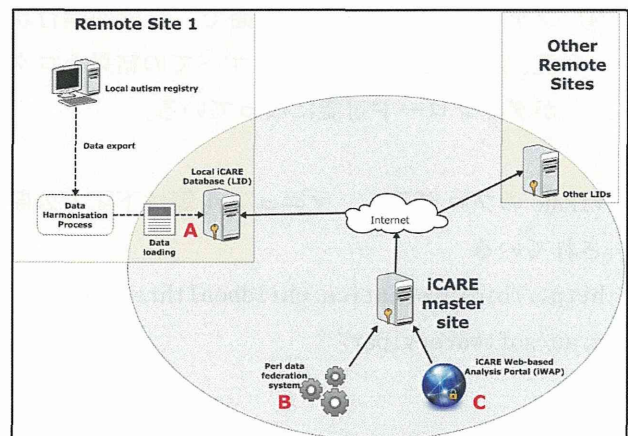 Remote Site 1
Local autism registry
Data export
Data
Harmonisation
Process
Data
loading
A
Local iCARE
Database (LID)
Internet
Other
Remote
Sites
Other LIDs
iCARE
master
site
Perl data
federation
system
B
iCARE Web-based
Analysis Portal (iWAP)
C